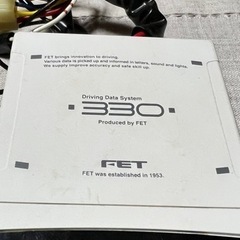 FET brings innovation to driving.
Various data is picked up and informed in letters, sound and lights.
We supply improve accuracy and safe skill up.
Driving Data System
330
Produced by FET
FET
FET was established in 1953.